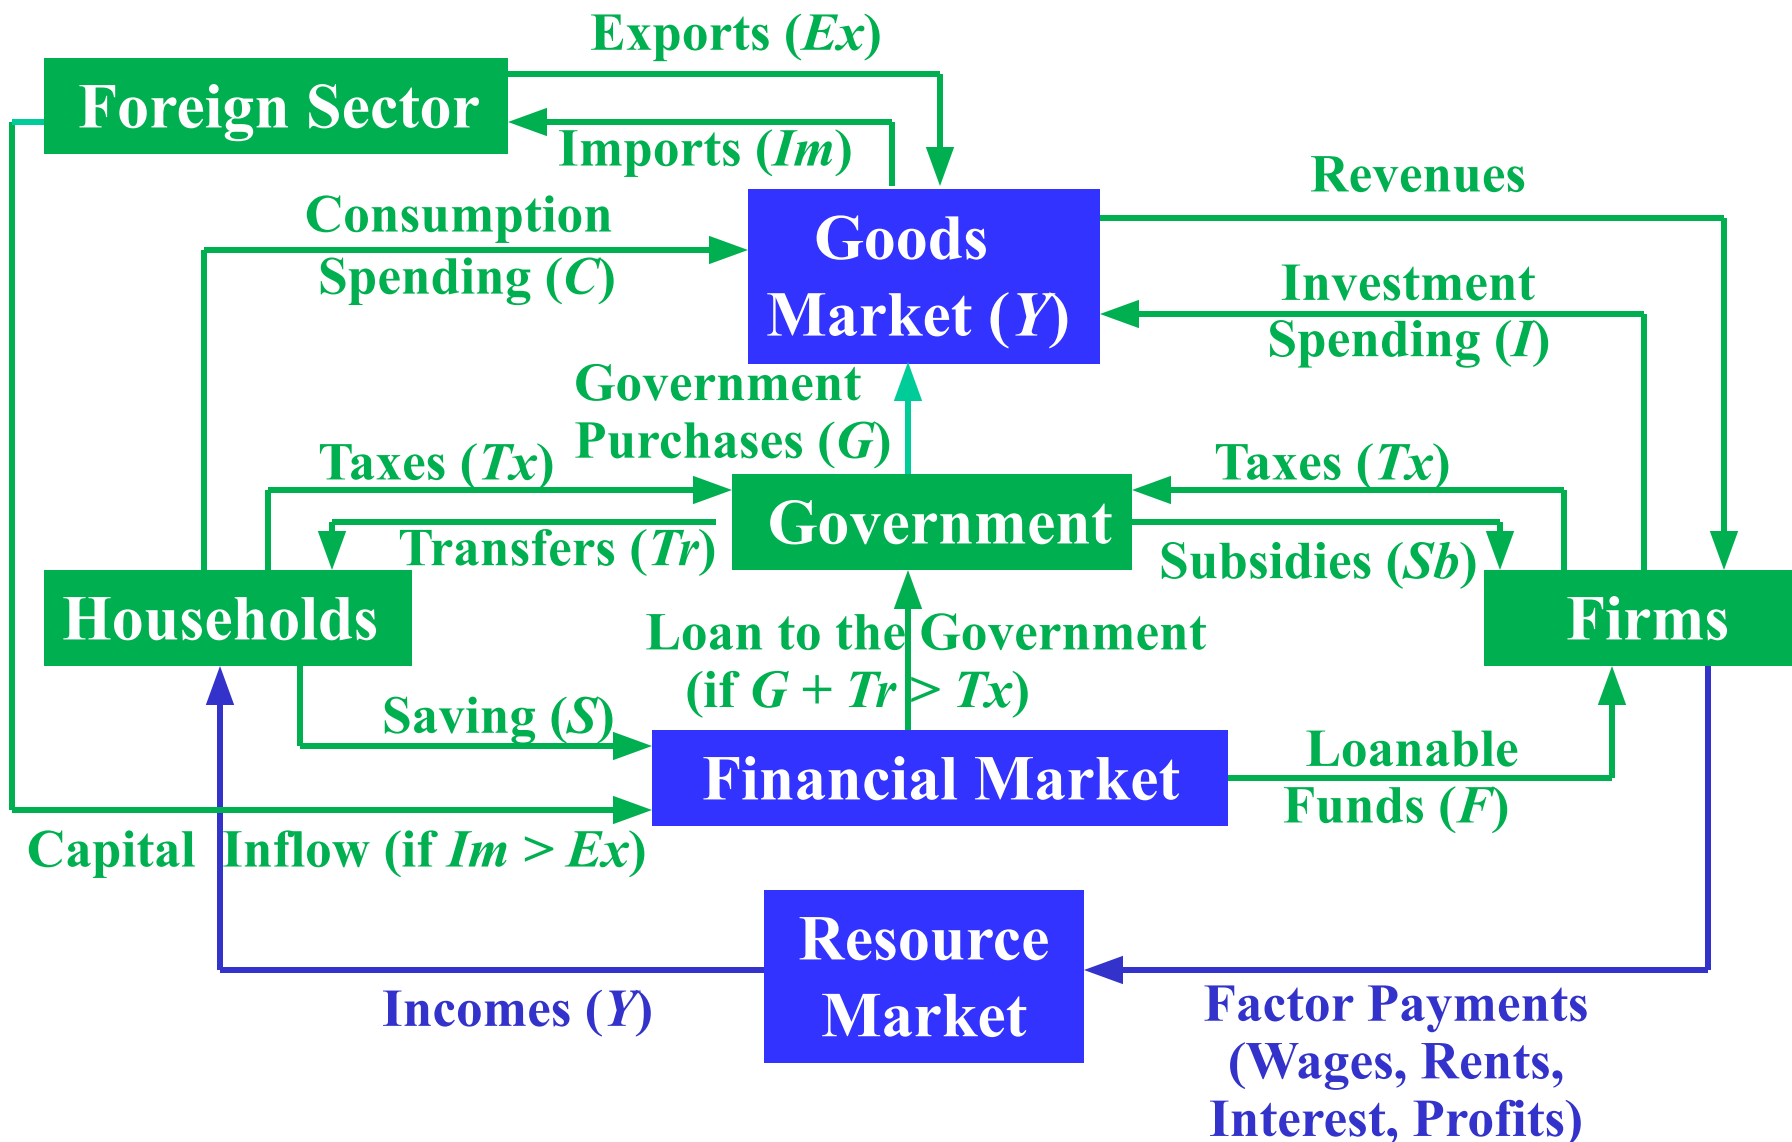 Exports (Ex)
Foreign Sector
Imports (Im)
Revenues
Consumption
Spending (C)
Goods
Market (Y)
Investment
Spending (I)
Government
Purchases (G)
Taxes (Tx)
Taxes (Tx)
Government
Transfers (Tr)
Subsidies (Sb)
Households
Firms
Loan to the Government
(if G + Tr > Tx)
Saving (S)
Financial Market
Loanable
Funds (F)
Capital Inflow (if Im > Ex)
Resource
Market
Incomes (Y)
Factor Payments
(Wages, Rents,
Interest, Profits)